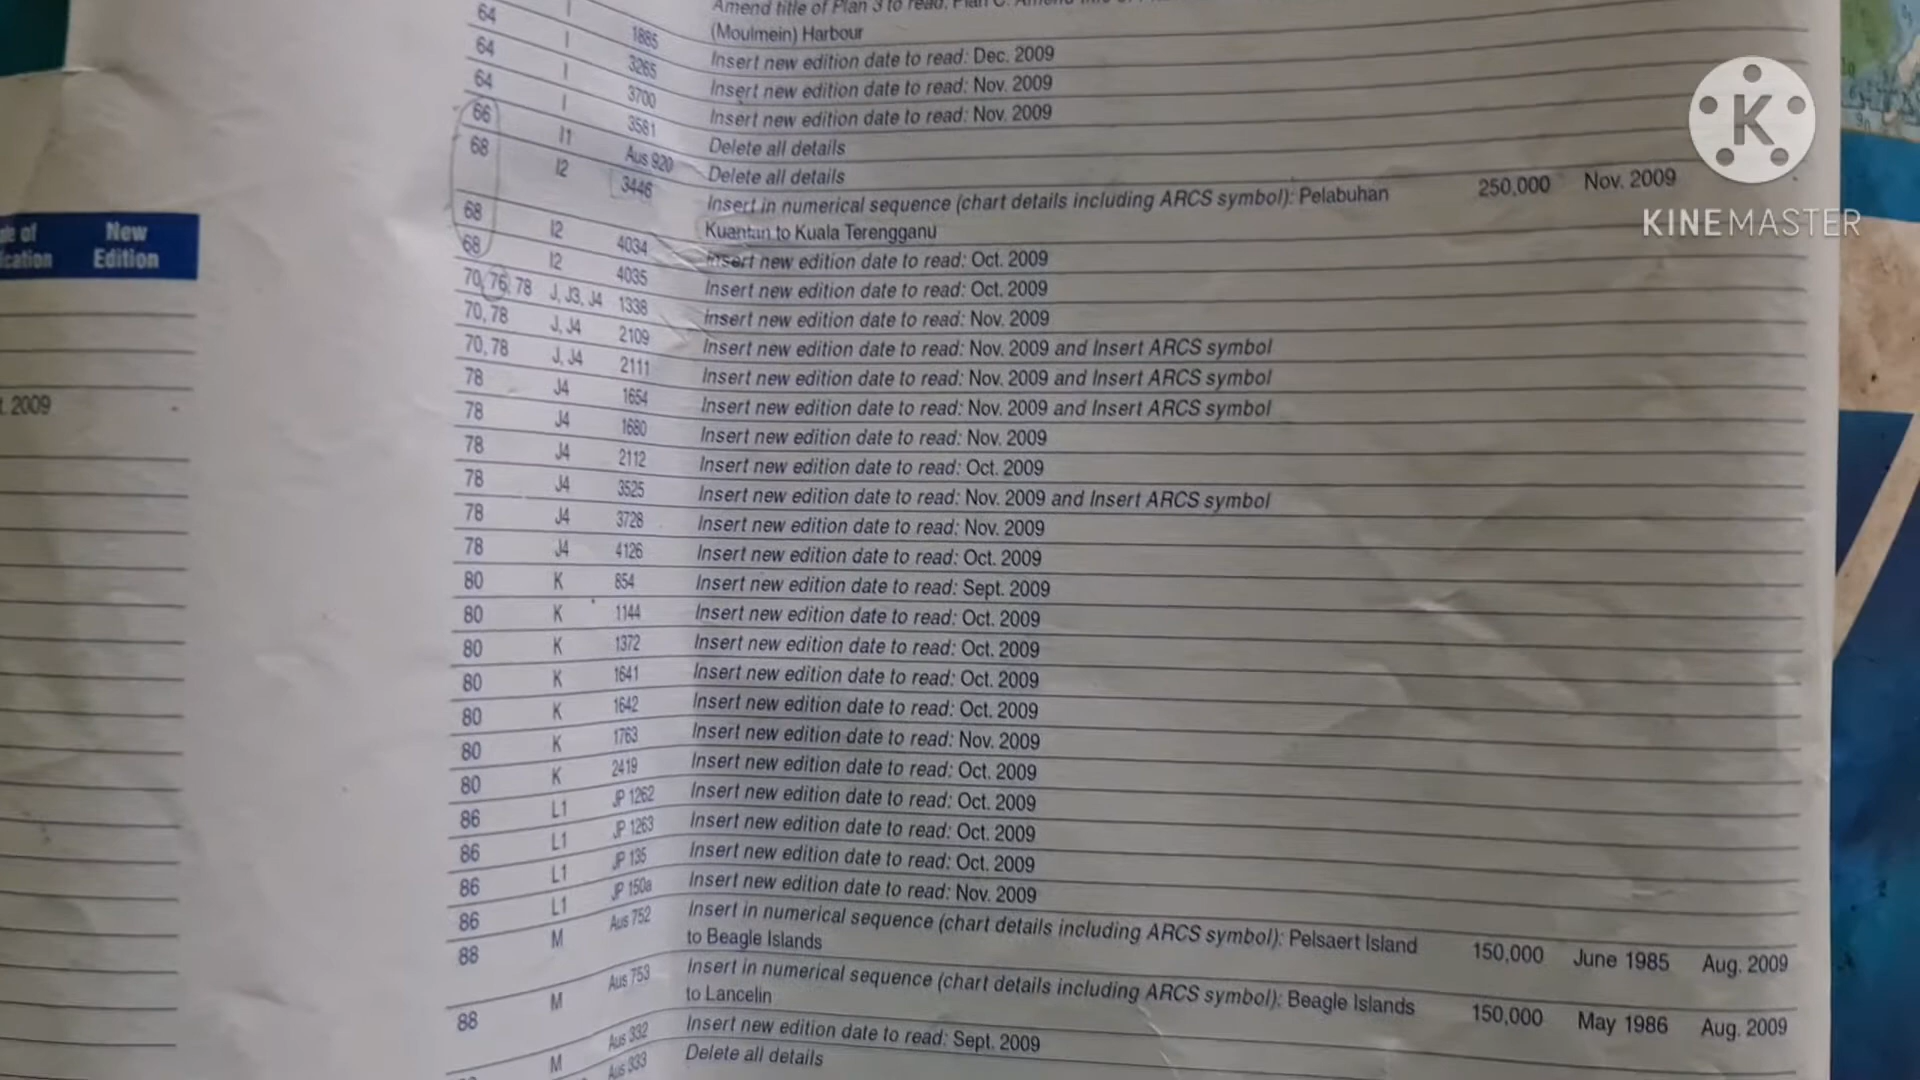 Amend title of Plan 3 to read: Plan C.
64 I 1885 (Moulmein) Harbour
64 I 3265 Insert new edition date to read: Dec. 2009
64 I 3700 Insert new edition date to read: Nov. 2009
66 I 3581 Insert new edition date to read: Nov. 2009
68 I1 Aus 920 Delete all details
I2 3446 Delete all details
Insert in numerical sequence (chart details including ARCS symbol): Pelabuhan 250,000 Nov. 2009
68 I2 4034 Kuantan to Kuala Terengganu
68 I2 4035 Insert new edition date to read: Oct. 2009
70, 76, 78 J, J3, J4 1338 Insert new edition date to read: Oct. 2009
70, 78 J, J4 2109 Insert new edition date to read: Nov. 2009
70, 78 J, J4 2111 Insert new edition date to read: Nov. 2009 and Insert ARCS symbol
78 J4 1654 Insert new edition date to read: Nov. 2009 and Insert ARCS symbol
78 J4 1680 Insert new edition date to read: Nov. 2009 and Insert ARCS symbol
78 J4 2112 Insert new edition date to read: Nov. 2009
78 J4 3525 Insert new edition date to read: Oct. 2009
78 J4 3728 Insert new edition date to read: Nov. 2009 and Insert ARCS symbol
78 J4 4126 Insert new edition date to read: Nov. 2009
80 K 854 Insert new edition date to read: Oct. 2009
80 K 1144 Insert new edition date to read: Sept. 2009
80 K 1372 Insert new edition date to read: Oct. 2009
80 K 1641 Insert new edition date to read: Oct. 2009
80 K 1642 Insert new edition date to read: Oct. 2009
80 K 1763 Insert new edition date to read: Oct. 2009
80 K 2419 Insert new edition date to read: Nov. 2009
86 L1 JP 1262 Insert new edition date to read: Oct. 2009
86 L1 JP 1263 Insert new edition date to read: Oct. 2009
86 L1 JP 135 Insert new edition date to read: Oct. 2009
86 L1 JP 150a Insert new edition date to read: Oct. 2009
88 M Aus 752 Insert new edition date to read: Nov. 2009
Insert in numerical sequence (chart details including ARCS symbol): Pelsaert Island 150,000 June 1985 Aug. 2009
to Beagle Islands
88 M Aus 753 Insert in numerical sequence (chart details including ARCS symbol): Beagle Islands 150,000 May 1986 Aug. 2009
to Lancelin
M Aus 332 Insert new edition date to read: Sept. 2009
Aus 333 Delete all details
New
Edition
2009
K
KINEMASTER